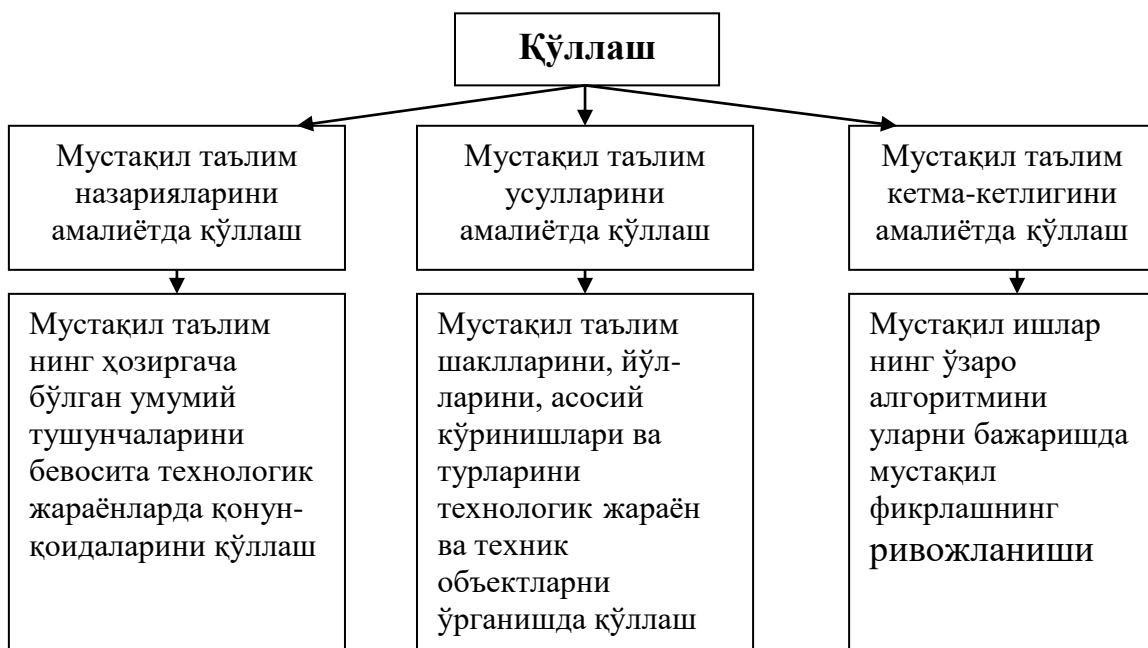 Қўллаш
Мустақил таълим
назарияларини
амалиётда қўллаш
Мустақил таълим
усулларини
амалиётда қўллаш
Мустақил таълим
кетма-кетлигини
амалиётда қўллаш
Мустақил таълим
нинг ҳозиргача
бўлган умумий
тушунчаларини
бевосита технологик
жараёнларда қонун-
қоидаларини қўллаш
Мустақил таълим
шаклларини, йўл-
ларини, асосий
кўринишлари ва
турларини
технологик жараён
ва техник
объектларни
ўрганишда қўллаш
Мустақил ишлар
нинг ўзаро
алгоритмини
уларни бажаришда
мустақил
фикрлашнинг
ривожланиши